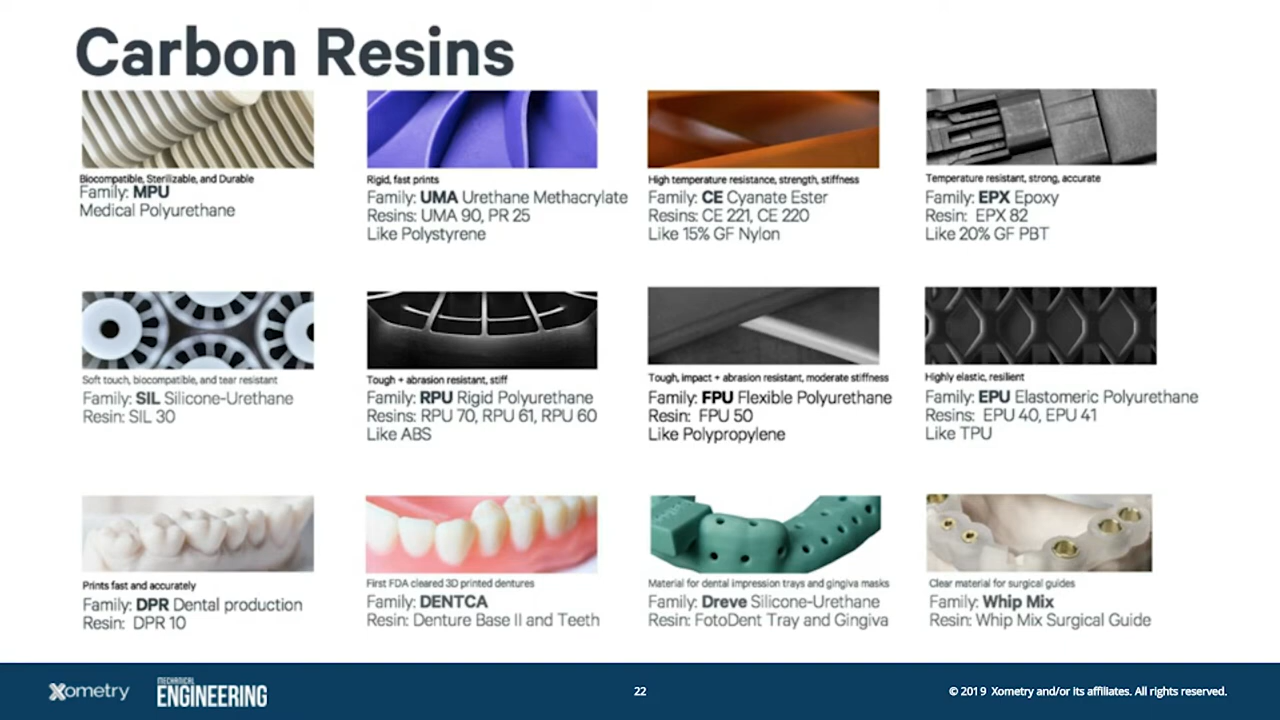 Carbon Resins
Biocompatible, Sterilizable, and Durable
Family: MPU
Medical Polyurethane
Rigid, fast prints
Family: UMA Urethane Methacrylate
Resins: UMA 90, PR 25
Like Polystyrene
High temperature resistance, strength, stiffness
Family: CE Cyanate Ester
Resins: CE 221, CE 220
Like 15% GF Nylon
Temperature resistant, strong, accurate
Family: EPX Epoxy
Resin: EPX 82
Like 20% GF PBT
Soft touch, biocompatible, and tear resistant
Family: SIL Silicone-Urethane
Resin: SIL 30
Tough + abrasion resistant, stiff
Family: RPU Rigid Polyurethane
Resins: RPU 70, RPU 61, RPU 60
Like ABS
Tough, impact + abrasion resistant, moderate stiffness
Family: FPU Flexible Polyurethane
Resin: FPU 50
Like Polypropylene
Highly elastic, resilient
Family: EPU Elastomeric Polyurethane
Resins: EPU 40, EPU 41
Like TPU
Prints fast and accurately
Family: DPR Dental production
Resin: DPR 10
First FDA cleared 3D printed dentures
Family: DENTCA
Resin: Denture Base II and Teeth
Material for dental impression trays and gingiva masks
Family: Dreve Silicone-Urethane
Resin: FotoDent Tray and Gingiva
Clear material for surgical guides
Family: Whip Mix
Resin: Whip Mix Surgical Guide
Xometry
MECHANICAL
ENGINEERING
22
© 2019 Xometry and/or its affiliates. All rights reserved.